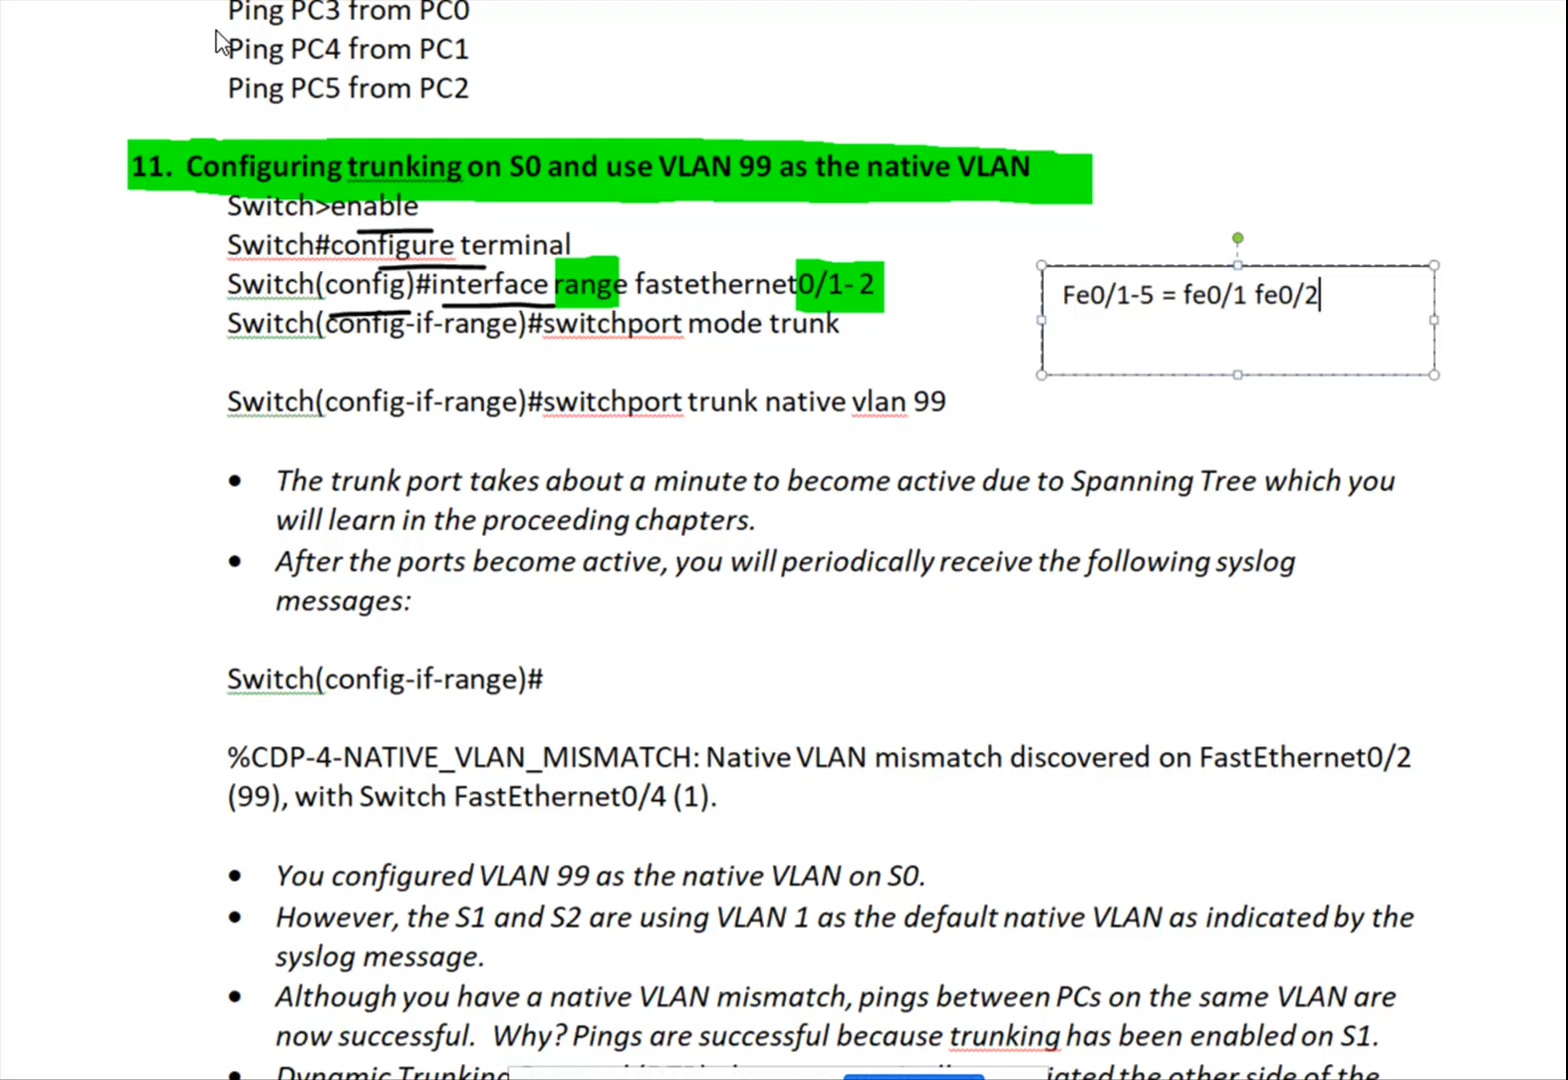 Ping PC3 from PC0
Ping PC4 from PC1
Ping PC5 from PC2
11. Configuring trunking on S0 and use VLAN 99 as the native VLAN
Switch>enable
Switch#configure terminal
Switch(config)#interface range fastethernet0/1- 2
Fe0/1-5 = fe0/1 fe0/2
Switch(config-if-range)#switchport mode trunk
Switch(config-if-range)#switchport trunk native vlan 99
• The trunk port takes about a minute to become active due to Spanning Tree which you
will learn in the proceeding chapters.
• After the ports become active, you will periodically receive the following syslog
messages:
Switch(config-if-range)#
%CDP-4-NATIVE_VLAN_MISMATCH: Native VLAN mismatch discovered on FastEthernet0/2
(99), with Switch FastEthernet0/4 (1).
• You configured VLAN 99 as the native VLAN on S0.
• However, the S1 and S2 are using VLAN 1 as the default native VLAN as indicated by the
syslog message.
• Although you have a native VLAN mismatch, pings between PCs on the same VLAN are
now successful. Why? Pings are successful because trunking has been enabled on S1.
• Dynamic Trunking the other side of the